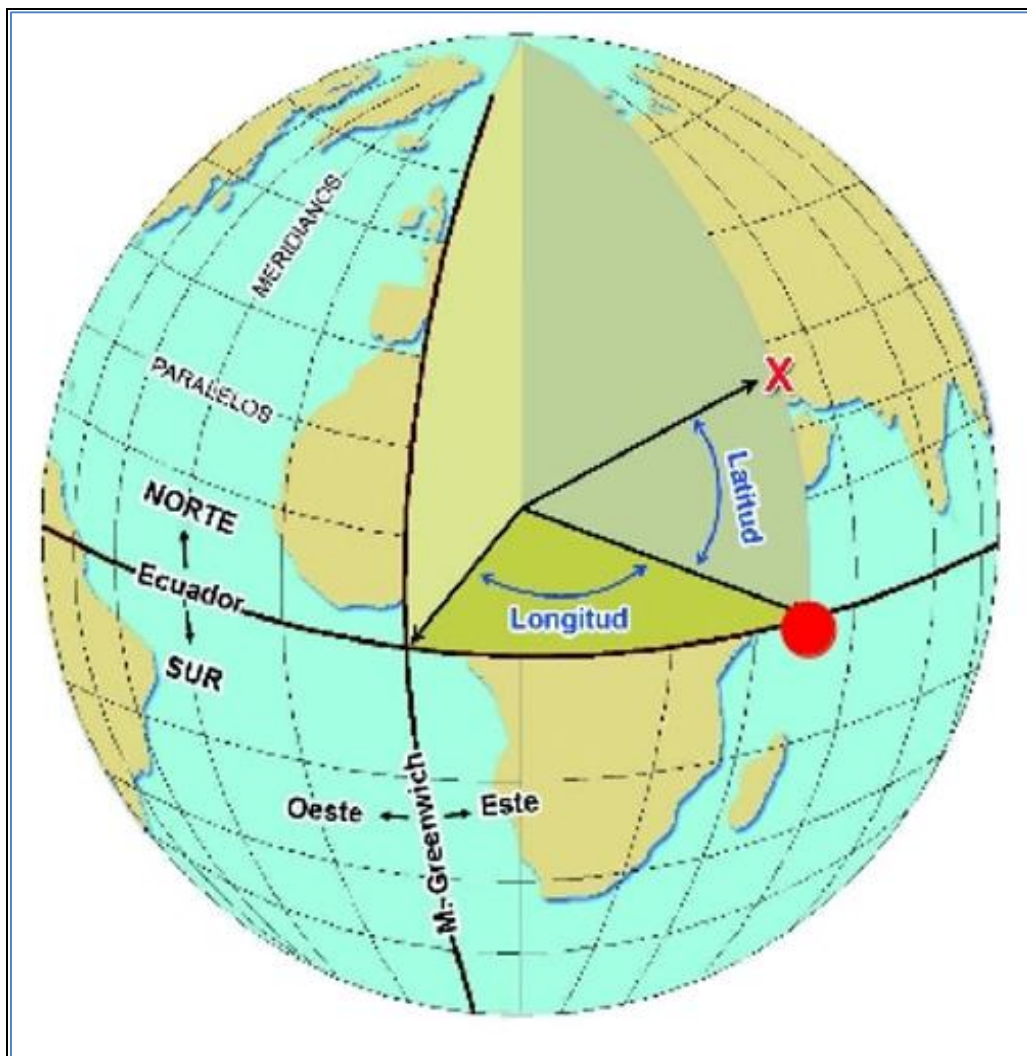 MERIDIANOS
PARALELOS
X
Latitud
NORTE
Ecuador
Longitud
SUR
Oeste
Este
M. Greenwich